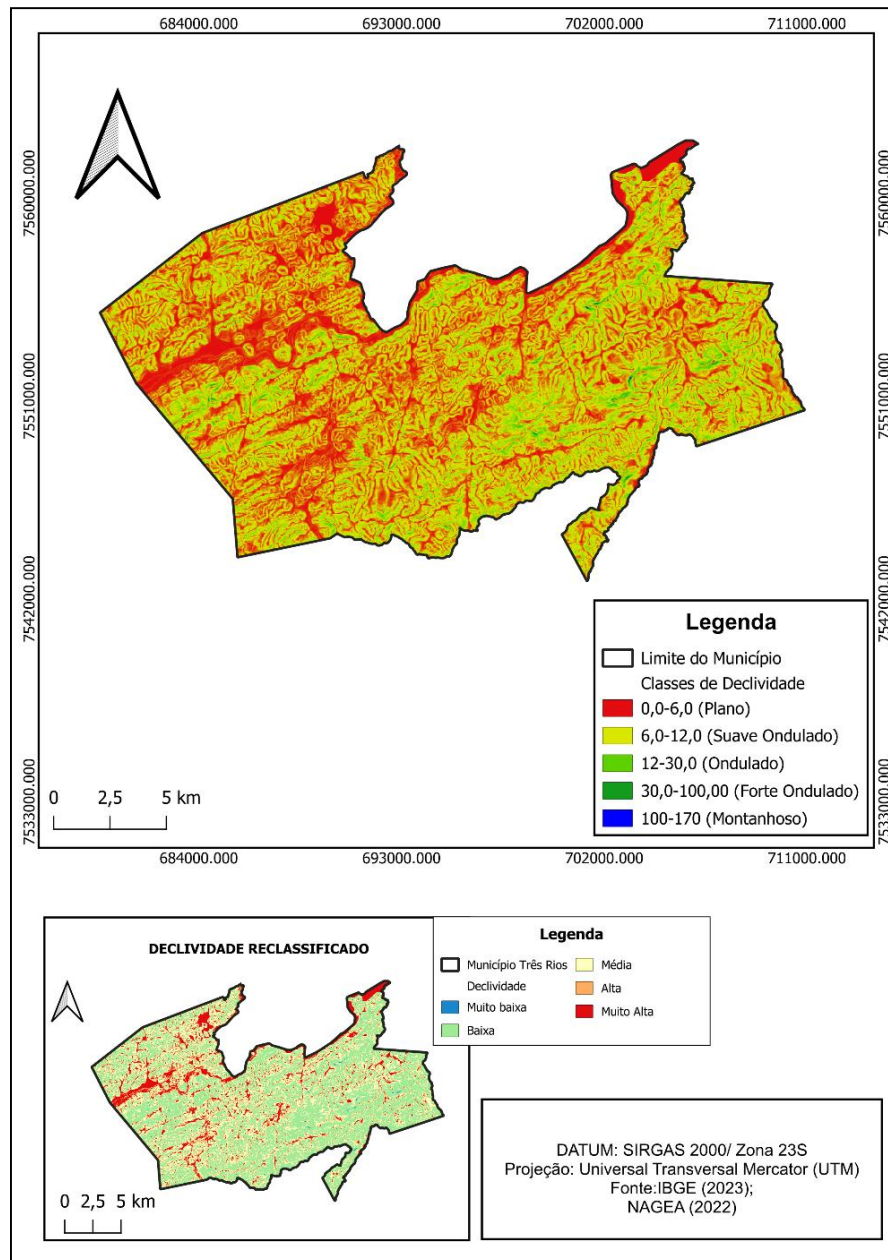 684000.000 693000.000 702000.000 711000.000
7560000.000 7560000.000
7551000.000 7551000.000
7542000.000 7542000.000
7533000.000 7533000.000
Legenda
Limite do Município
Classes de Declividade
0,0-6,0 (Plano)
6,0-12,0 (Suave Ondulado)
12-30,0 (Ondulado)
30,0-100,00 (Forte Ondulado)
100-170 (Montanhoso)
0 2,5 5 km
684000.000 693000.000 702000.000 711000.000
DECLIVIDADE RECLASSIFICADO
0 2,5 5 km
Legenda
Município Três Rios
Declividade
Muito baixa
Baixa
Média
Alta
Muito Alta
DATUM: SIRGAS 2000/ Zona 23S
Projeção: Universal Transversal Mercator (UTM)
Fonte:IBGE (2023);
NAGEA (2022)